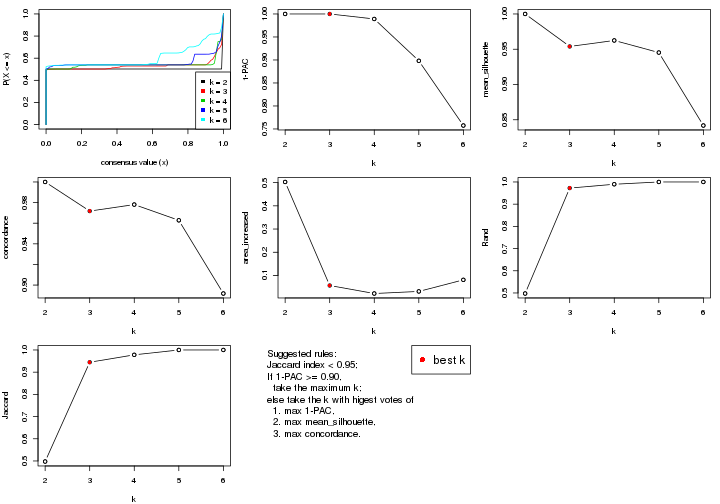 P(X <= x)
0.0 0.2 0.4 0.6 0.8 1.0
k = 2
k = 3
k = 4
k = 5
k = 6
0.0 0.2 0.4 0.6 0.8 1.0
consensus value (x)
1-PAC
0.75 0.80 0.85 0.90 0.95 1.00
2 3 4 5 6
k
mean_silhouette
0.85 0.90 0.95 1.00
2 3 4 5 6
k
concordance
0.90 0.94 0.98
2 3 4 5 6
k
area_increased
0.1 0.2 0.3 0.4 0.5
2 3 4 5 6
k
Rand
0.5 0.6 0.7 0.8 0.9 1.0
2 3 4 5 6
k
Jaccard
0.5 0.6 0.7 0.8 0.9 1.0
2 3 4 5 6
k
Suggested rules:
Jaccard index < 0.95;
If 1-PAC >= 0.90,
take the maximum k;
else take the k with higest votes of
1. max 1-PAC,
2. max mean_silhouette,
3. max concordance.
best k